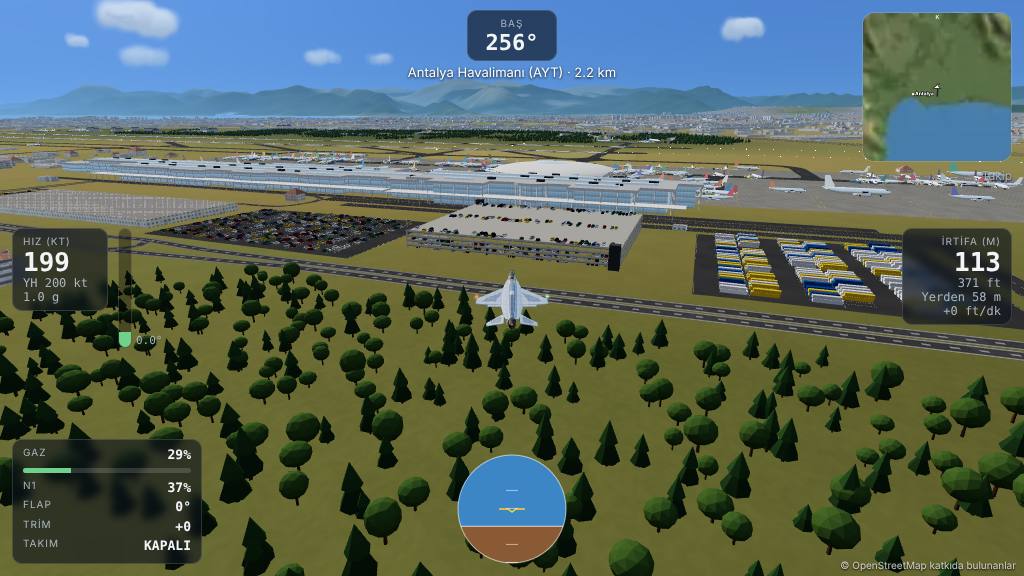 BAŞ
256°
Antalya Havalimanı (AYT) · 2.2 km
K
Antalya
HIZ (KT)
199
YH 200 kt
1.0 g
0.0°
İRTİFA (M)
113
371 ft
Yerden 58 m
+0 ft/dk
GAZ 29%
N1 37%
FLAP 0°
TRİM +0
TAKIM KAPALI
© OpenStreetMap katkıda bulunanlar